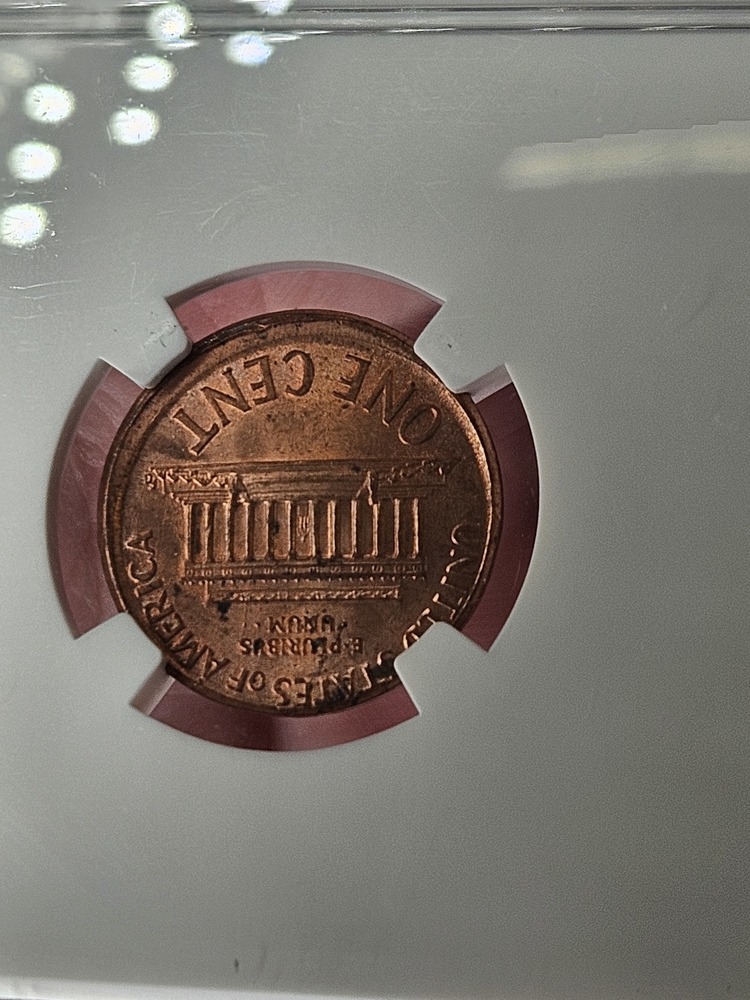 UNITED STATES OF AMERICA
E·PLURIBUS
·UNUM·
ONE CENT